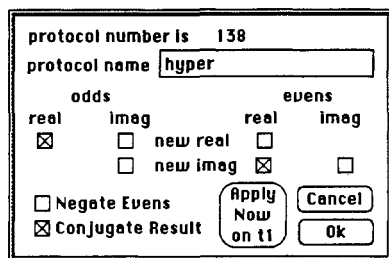 protocol number is 138
protocol name hyper
odds evens
real imag real imag
new real
new imag
Negate Evens
Conjugate Result
Apply Now on t1
Cancel
Ok